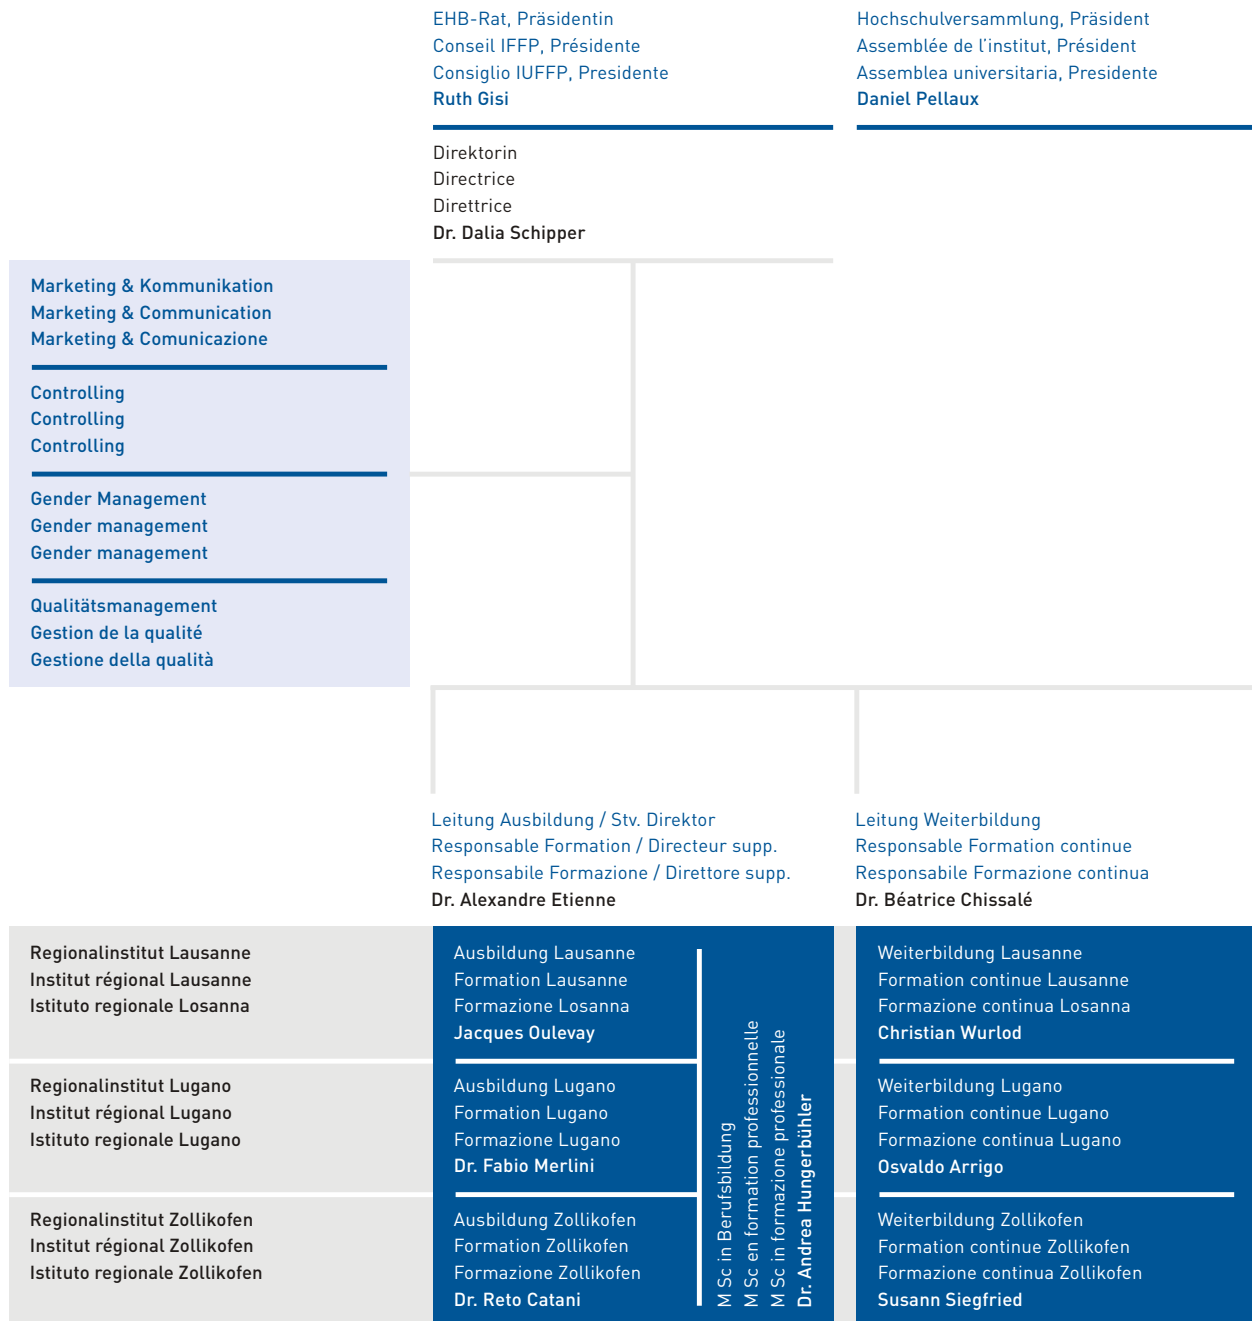 EHB-Rat, Präsidentin
Conseil IFFP, Présidente
Consiglio IUFFP, Presidente
Ruth Gisi
Hochschulversammlung, Präsident
Assemblée de l'institut, Président
Assemblea universitaria, Presidente
Daniel Pellaux
Direktorin
Directrice
Direttrice
Dr. Dalia Schipper
Marketing & Kommunikation
Marketing & Communication
Marketing & Comunicazione
Controlling
Controlling
Controlling
Gender Management
Gender management
Gender management
Qualitätsmanagement
Gestion de la qualité
Gestione della qualità
Leitung Ausbildung / Stv. Direktor
Responsable Formation / Directeur supp.
Responsabile Formazione / Direttore supp.
Dr. Alexandre Etienne
Leitung Weiterbildung
Responsable Formation continue
Responsabile Formazione continua
Dr. Béatrice Chissalé
Regionalinstitut Lausanne
Institut régional Lausanne
Istituto regionale Losanna
Ausbildung Lausanne
Formation Lausanne
Formazione Losanna
Jacques Oulevay
Weiterbildung Lausanne
Formation continue Lausanne
Formazione continua Losanna
Christian Wurlod
Regionalinstitut Lugano
Institut régional Lugano
Istituto regionale Lugano
Ausbildung Lugano
Formation Lugano
Formazione Lugano
Dr. Fabio Merlini
Weiterbildung Lugano
Formation continue Lugano
Formazione continua Lugano
Osvaldo Arrigo
Regionalinstitut Zollikofen
Institut régional Zollikofen
Istituto regionale Zollikofen
Ausbildung Zollikofen
Formation Zollikofen
Formazione Zollikofen
Dr. Reto Catani
M Sc in Berufsbildung
M Sc en formation professionnelle
M Sc in formazione professionale
Dr. Andrea Hungerbühler
Weiterbildung Zollikofen
Formation continue Zollikofen
Formazione continua Zollikofen
Susann Siegfried